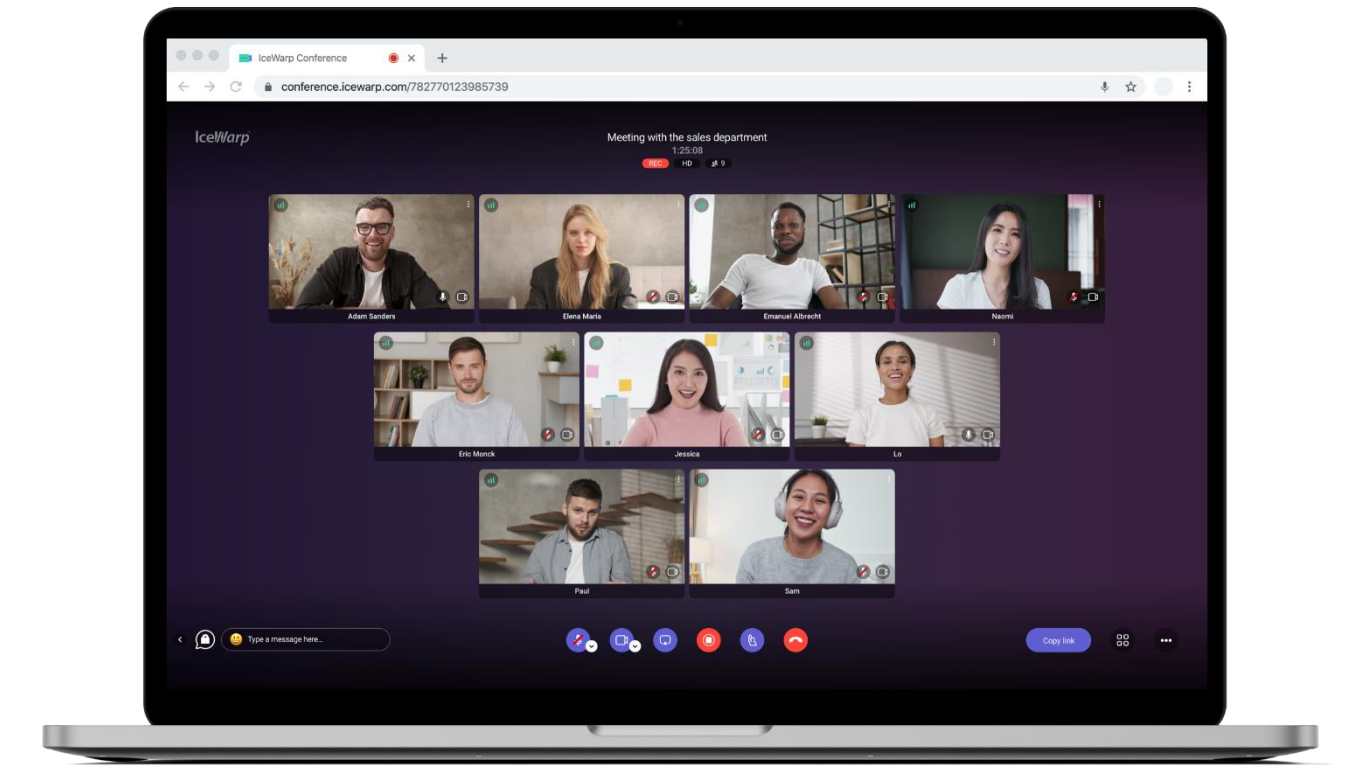 IceWarp Conference
conference.icewarp.com/782770123985739
IceWarp
Meeting with the sales department
1:25:08
REC HD 9
Adam Sanders Elena Maria Emanuel Albrecht Naomi
Eric Monck Jessica Lo
Paul Sam
Type a message here...
Copy link